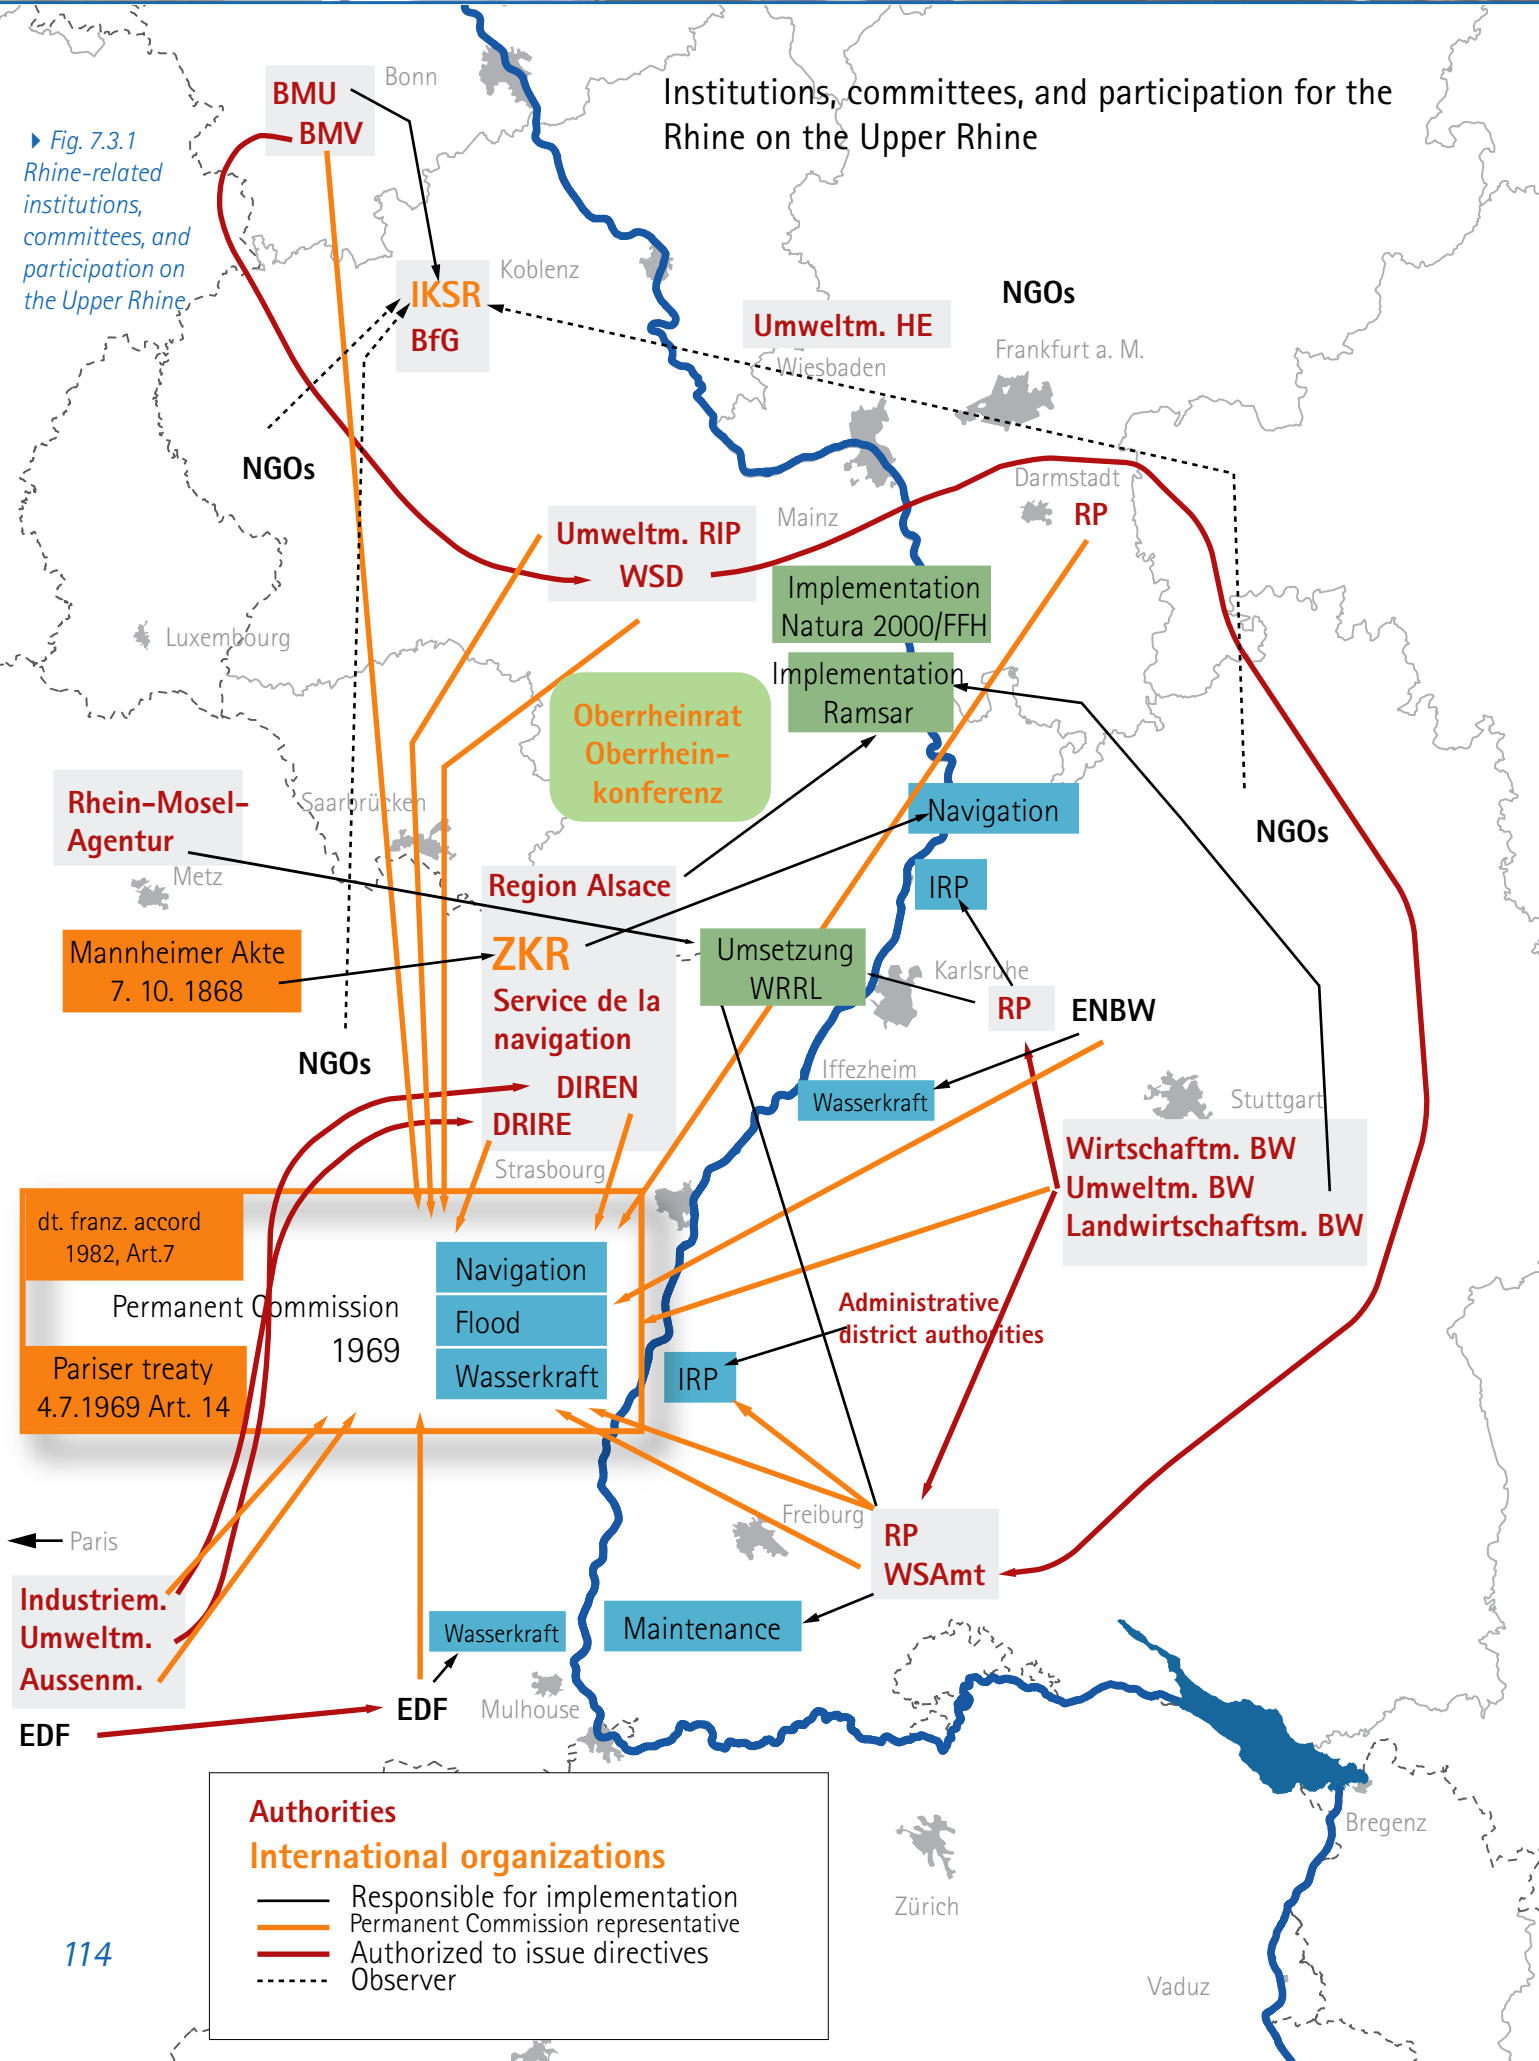 Institutions, committees, and participation for the
Rhine on the Upper Rhine
▸ Fig. 7.3.1
Rhine-related
institutions,
committees, and
participation on
the Upper Rhine
BMU
BMV
Bonn
IKSR
BfG
Koblenz
NGOs
Umweltm. HE
Wiesbaden
Frankfurt a. M.
NGOs
Darmstadt
RP
Umweltm. RIP
WSD
Mainz
Implementation
Natura 2000/FFH
Implementation
Ramsar
Luxembourg
Oberrheinrat
Oberrhein-
konferenz
Rhein-Mosel-
Agentur
Saarbrücken
Metz
Navigation
NGOs
IRP
Region Alsace
ZKR
Service de la
navigation
DIREN
DRIRE
Strasbourg
Mannheimer Akte
7. 10. 1868
Umsetzung
WRRL
Karlsruhe
RP
ENBW
NGOs
Iffezheim
Wasserkraft
Stuttgart
Wirtschaftm. BW
Umweltm. BW
Landwirtschaftsm. BW
dt. franz. accord
1982, Art.7
Permanent Commission
1969
Pariser treaty
4.7.1969 Art. 14
Navigation
Flood
Wasserkraft
Administrative
district authorities
IRP
Freiburg
RP
WSAmt
Paris
Industriem.
Umweltm.
Aussenm.
EDF
Wasserkraft
Maintenance
EDF
Mulhouse
Authorities
International organizations
Responsible for implementation
Permanent Commission representative
Authorized to issue directives
Observer
Bregenz
Zürich
Vaduz
114